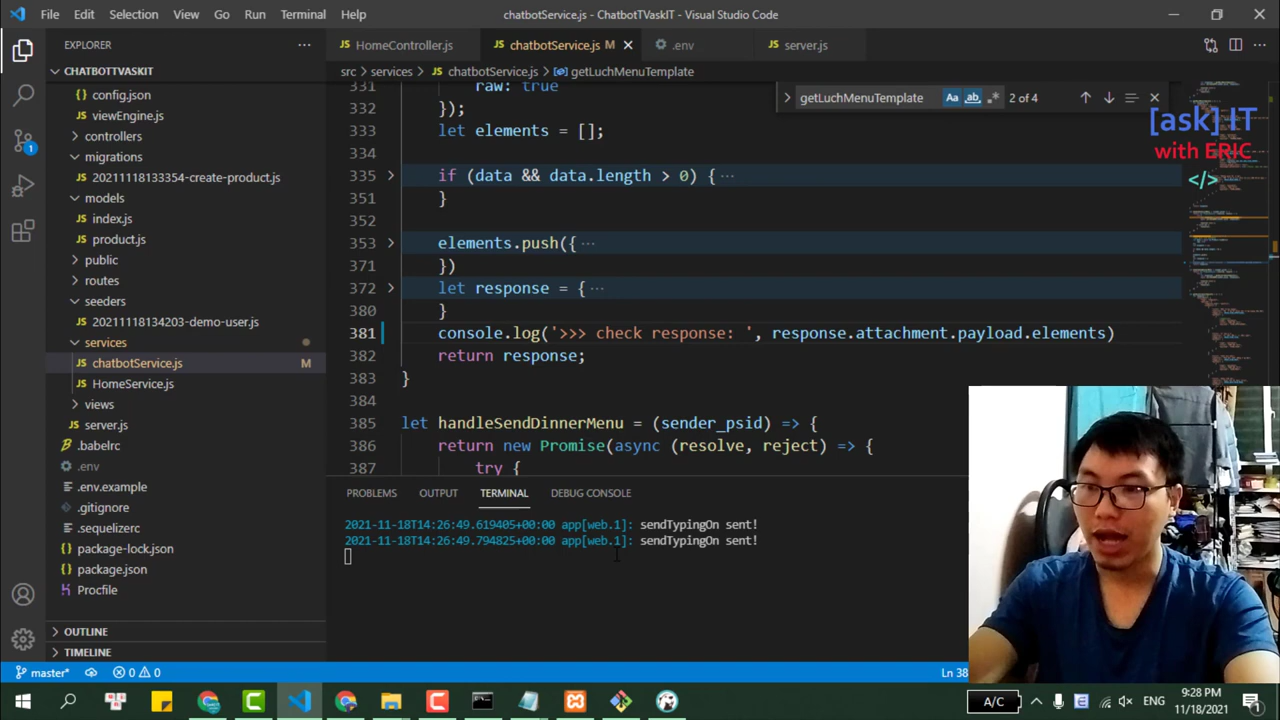 File Edit Selection View Go Run Terminal Help
chatbotService.js - ChatbotTVaskIT - Visual Studio Code
EXPLORER
CHATBOTTVASKIT
config.json
viewEngine.js
controllers
migrations
20211118133354-create-product.js
models
index.js
product.js
public
routes
seeders
20211118134203-demo-user.js
services
chatbotService.js M
HomeService.js
views
server.js
.babelrc
.env
.env.example
.gitignore
.sequelizerc
package-lock.json
package.json
Procfile
OUTLINE
TIMELINE
HomeController.js
chatbotService.js M
.env
server.js
src > services > chatbotService.js > getLuchMenuTemplate
getLuchMenuTemplate Aa ab 2 of 4
[ask] IT
with ERIC
</>
331 raw: true
332 });
333 let elements = [];
334
335 if (data && data.length > 0) {
351 }
352
353 elements.push({
371 })
372 let response = {
380 }
381 console.log('>>> check response: ', response.attachment.payload.elements)
382 return response;
383 }
384
385 let handleSendDinnerMenu = (sender_psid) => {
386 return new Promise(async (resolve, reject) => {
387 try {
PROBLEMS OUTPUT TERMINAL DEBUG CONSOLE
2021-11-18T14:26:49.619405+00:00 app[web.1]: sendTypingOn sent!
2021-11-18T14:26:49.794825+00:00 app[web.1]: sendTypingOn sent!
master* 0 0
Ln 38
A/C
ENG
9:28 PM
11/18/2021